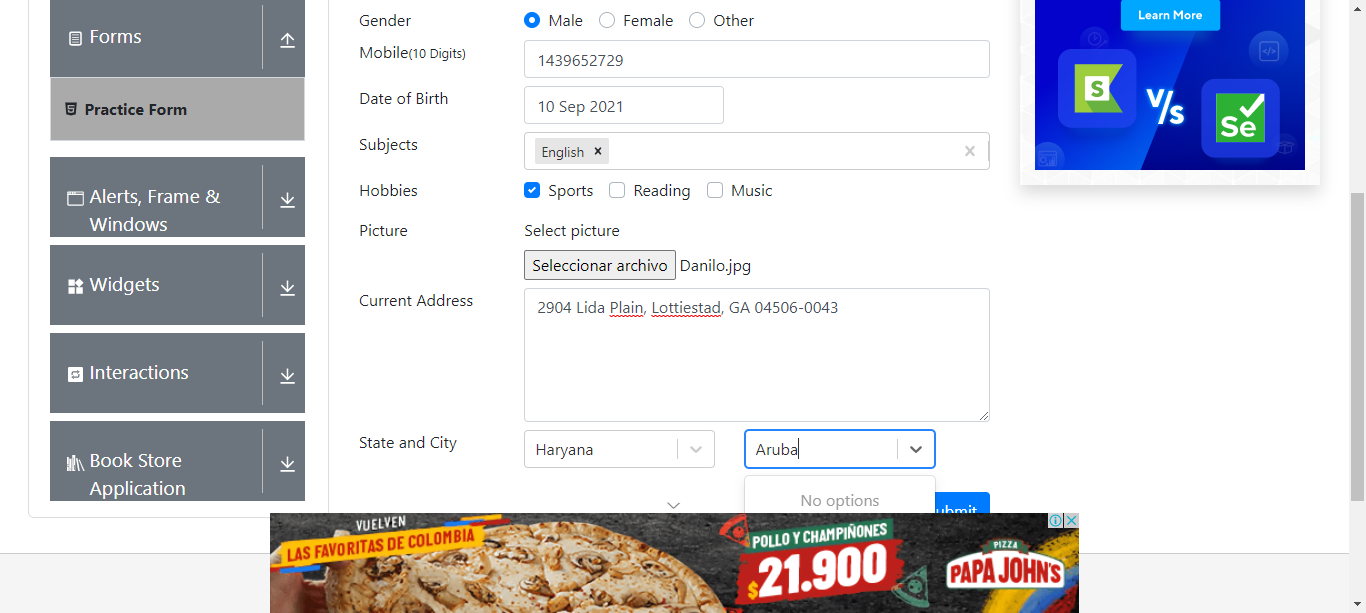 Forms
Practice Form
Alerts, Frame &
Windows
Widgets
Interactions
Book Store
Application
Gender
Male
Female
Other
Mobile(10 Digits)
1439652729
Date of Birth
10 Sep 2021
Subjects
English ×
Hobbies
Sports
Reading
Music
Picture
Select picture
Seleccionar archivo Danilo.jpg
Current Address
2904 Lida Plain, Lottiestad, GA 04506-0043
State and City
Haryana
Aruba
No options
Learn More
S
V/s
Se
VUELVEN
LAS FAVORITAS DE COLOMBIA
POLLO Y CHAMPIÑONES
$21.900
PIZZA
PAPA JOHN'S